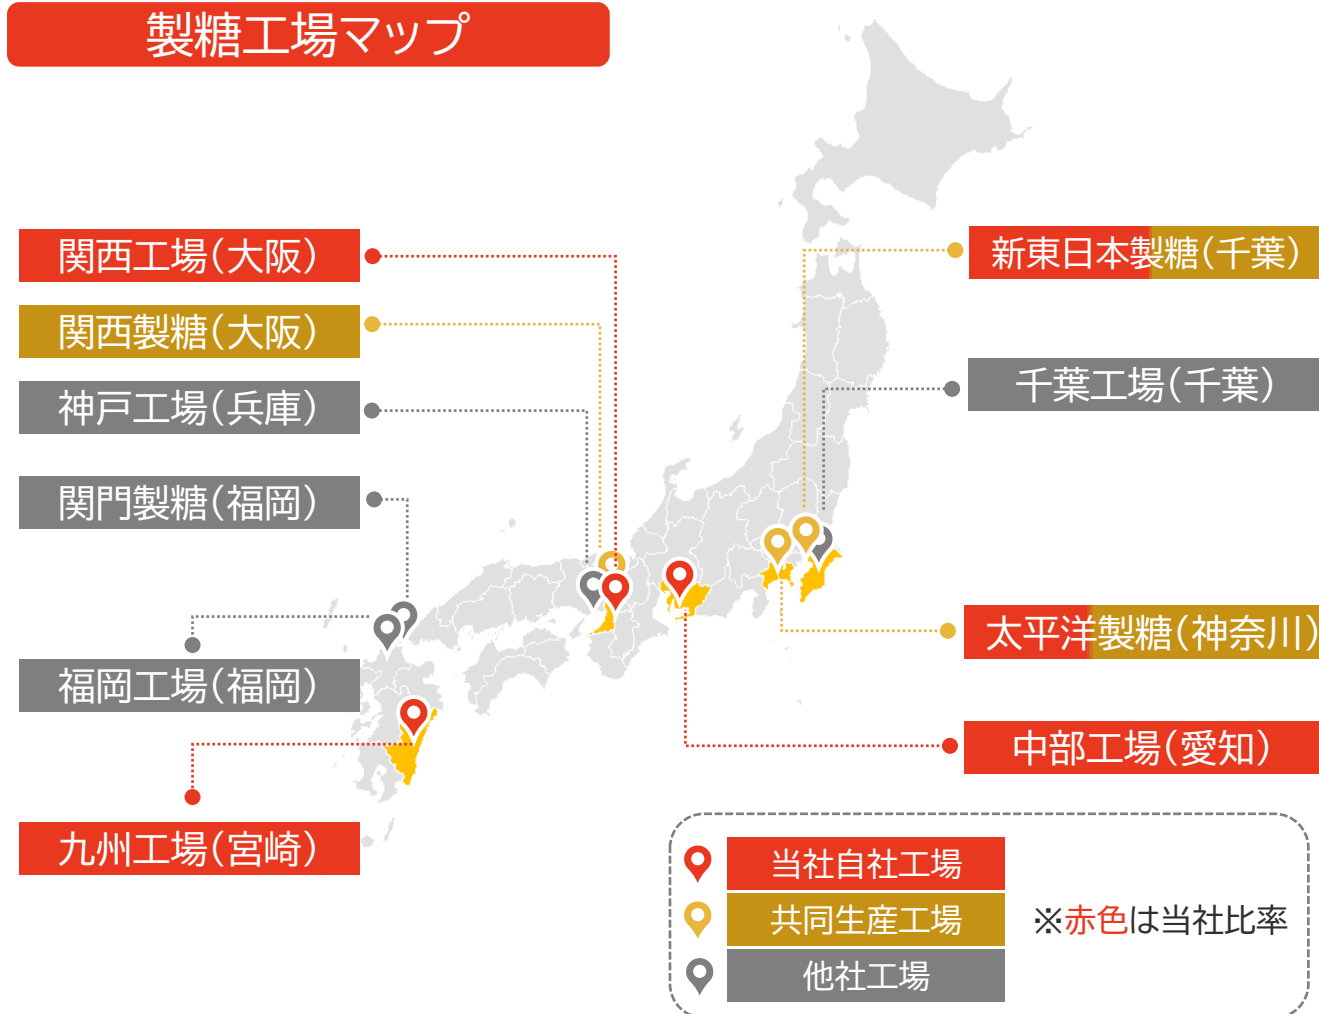 製糖工場マップ
関西工場(大阪)
関西製糖(大阪)
神戸工場(兵庫)
関門製糖(福岡)
福岡工場(福岡)
九州工場(宮崎)
新東日本製糖(千葉)
千葉工場(千葉)
太平洋製糖(神奈川)
中部工場(愛知)
当社自社工場
共同生産工場
他社工場
※赤色は当社比率